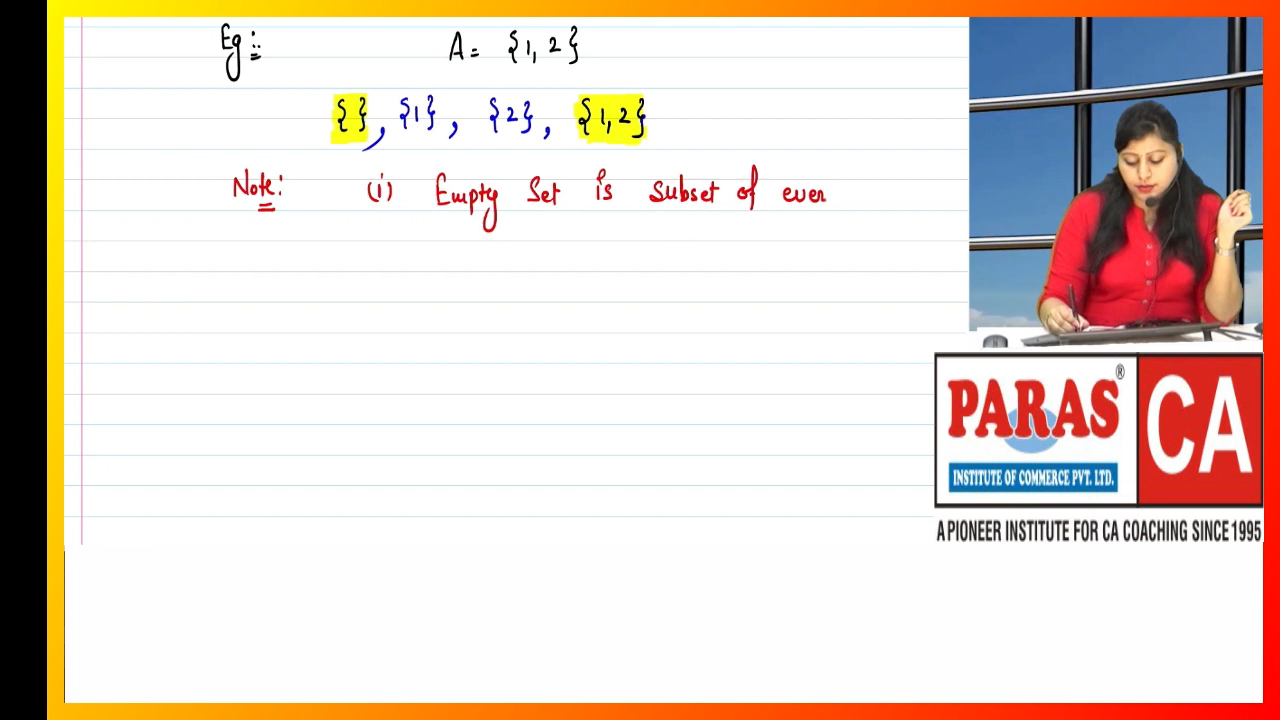 Eg:- A = {1, 2}
{ }, {1}, {2}, {1,2}
Note: (i) Empty Set is subset of ever
PARAS®
INSTITUTE OF COMMERCE PVT. LTD.
CA
A PIONEER INSTITUTE FOR CA COACHING SINCE 1995